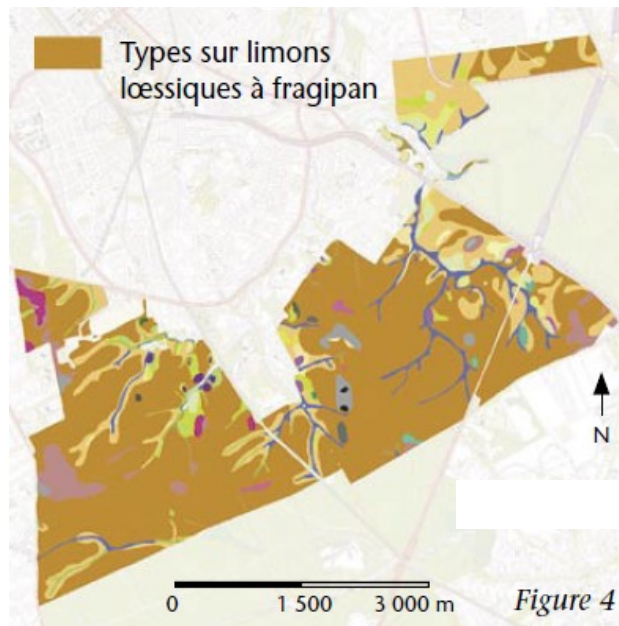 Types sur limons
lœssiques à fragipan
N
0 1 500 3 000 m
Figure 4